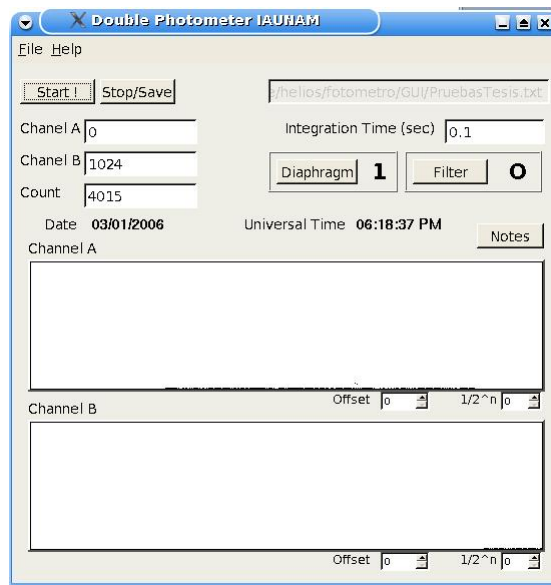 Double Photometer IAUNAM
File Help
Start ! Stop/Save e/helios/fotometro/GUI/PruebasTesis.txt
Chanel A 0 Integration Time (sec) 0.1
Chanel B 1024 Diaphragm 1 Filter O
Count 4015
Date 03/01/2006 Universal Time 06:18:37 PM Notes
Channel A
Offset 0 1/2^n 0
Channel B
Offset 0 1/2^n 0